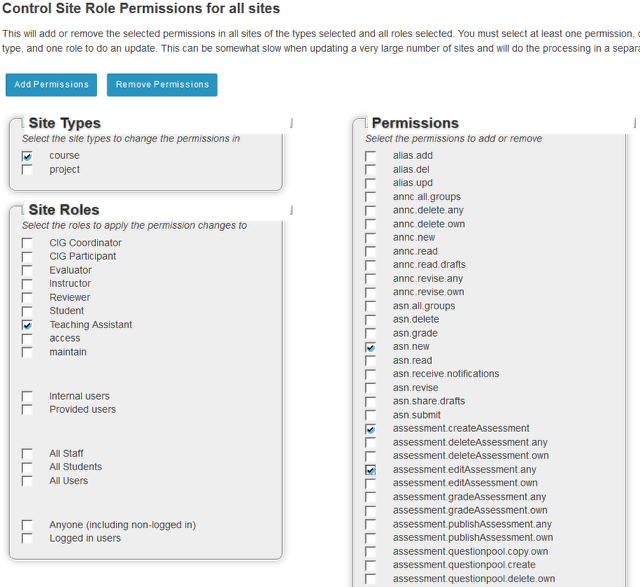 Control Site Role Permissions for all sites
This will add or remove the selected permissions in all sites of the types selected and all roles selected. You must select at least one permission,
type, and one role to do an update. This can be somewhat slow when updating a very large number of sites and will do the processing in a separa
Add Permissions
Remove Permissions
Site Types
Select the site types to change the permissions in
course
project
Site Roles
Select the roles to apply the permission changes to
CIG Coordinator
CIG Participant
Evaluator
Instructor
Reviewer
Student
Teaching Assistant
access
maintain
Internal users
Provided users
All Staff
All Students
All Users
Anyone (including non-logged in)
Logged in users
Permissions
Select the permissions to add or remove
alias.add
alias.del
alias.upd
annc.all.groups
annc.delete.any
annc.delete.own
annc.new
annc.read
annc.read.drafts
annc.revise.any
annc.revise.own
asn.all.groups
asn.delete
asn.grade
asn.new
asn.read
asn.receive.notifications
asn.revise
asn.share.drafts
asn.submit
assessment.createAssessment
assessment.deleteAssessment.any
assessment.deleteAssessment.own
assessment.editAssessment.any
assessment.editAssessment.own
assessment.gradeAssessment.any
assessment.gradeAssessment.own
assessment.publishAssessment.any
assessment.publishAssessment.own
assessment.questionpool.copy.own
assessment.questionpool.create
assessment.questionpool.delete.own